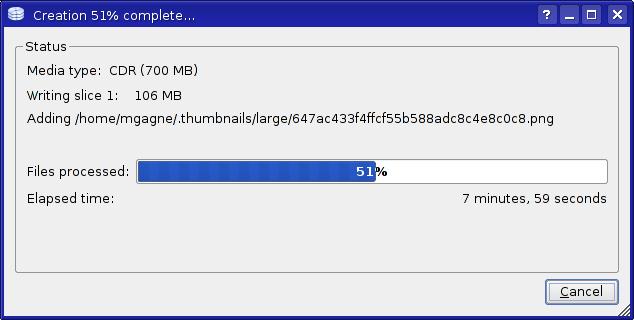 Creation 51% complete...
Status
Media type: CDR (700 MB)
Writing slice 1: 106 MB
Adding /home/mgagne/.thumbnails/large/647ac433f4ffcf55b588adc8c4e8c0c8.png
Files processed: 51%
Elapsed time: 7 minutes, 59 seconds
Cancel